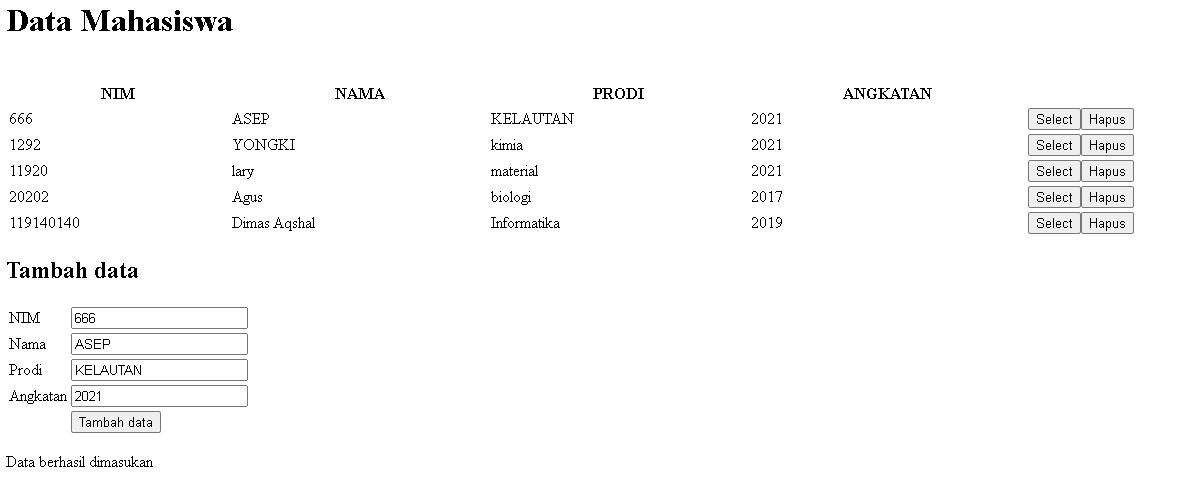 Data Mahasiswa
NIM NAMA PRODI ANGKATAN
666 ASEP KELAUTAN 2021 Select Hapus
1292 YONGKI kimia 2021 Select Hapus
11920 lary material 2021 Select Hapus
20202 Agus biologi 2017 Select Hapus
119140140 Dimas Aqshal Informatika 2019 Select Hapus
Tambah data
NIM 666
Nama ASEP
Prodi KELAUTAN
Angkatan 2021
Tambah data
Data berhasil dimasukan